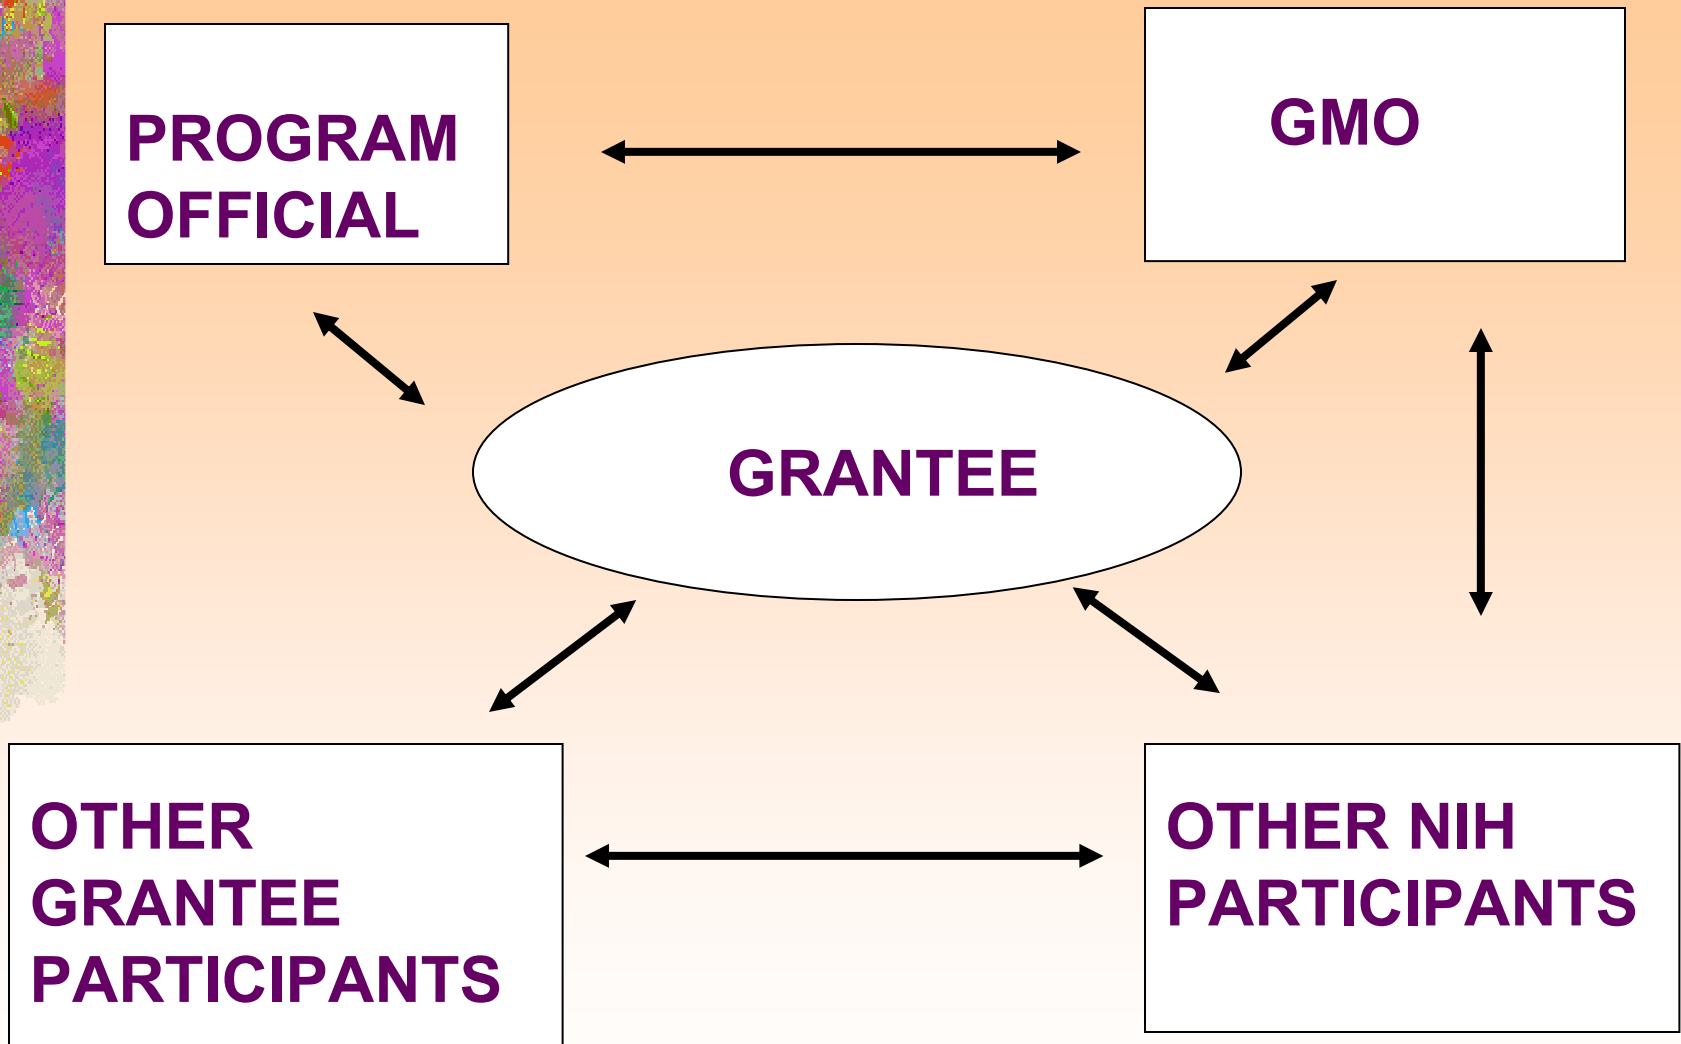 PROGRAM
OFFICIAL
GMO
GRANTEE
OTHER
GRANTEE
PARTICIPANTS
OTHER NIH
PARTICIPANTS